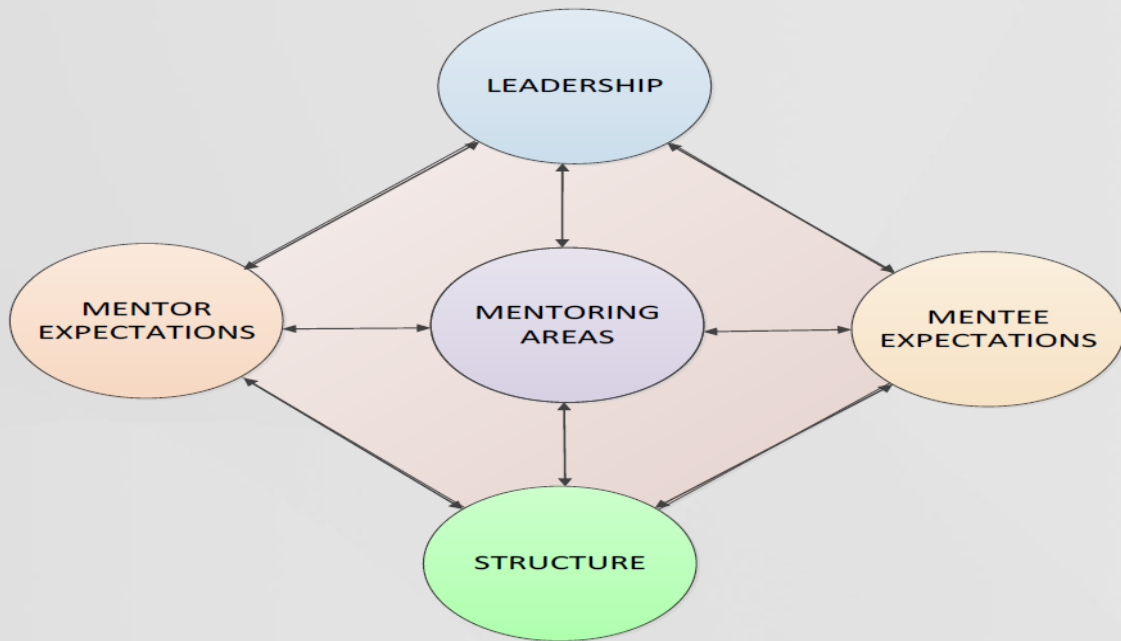 LEADERSHIP
MENTOR
EXPECTATIONS
MENTORING
AREAS
MENTEE
EXPECTATIONS
STRUCTURE